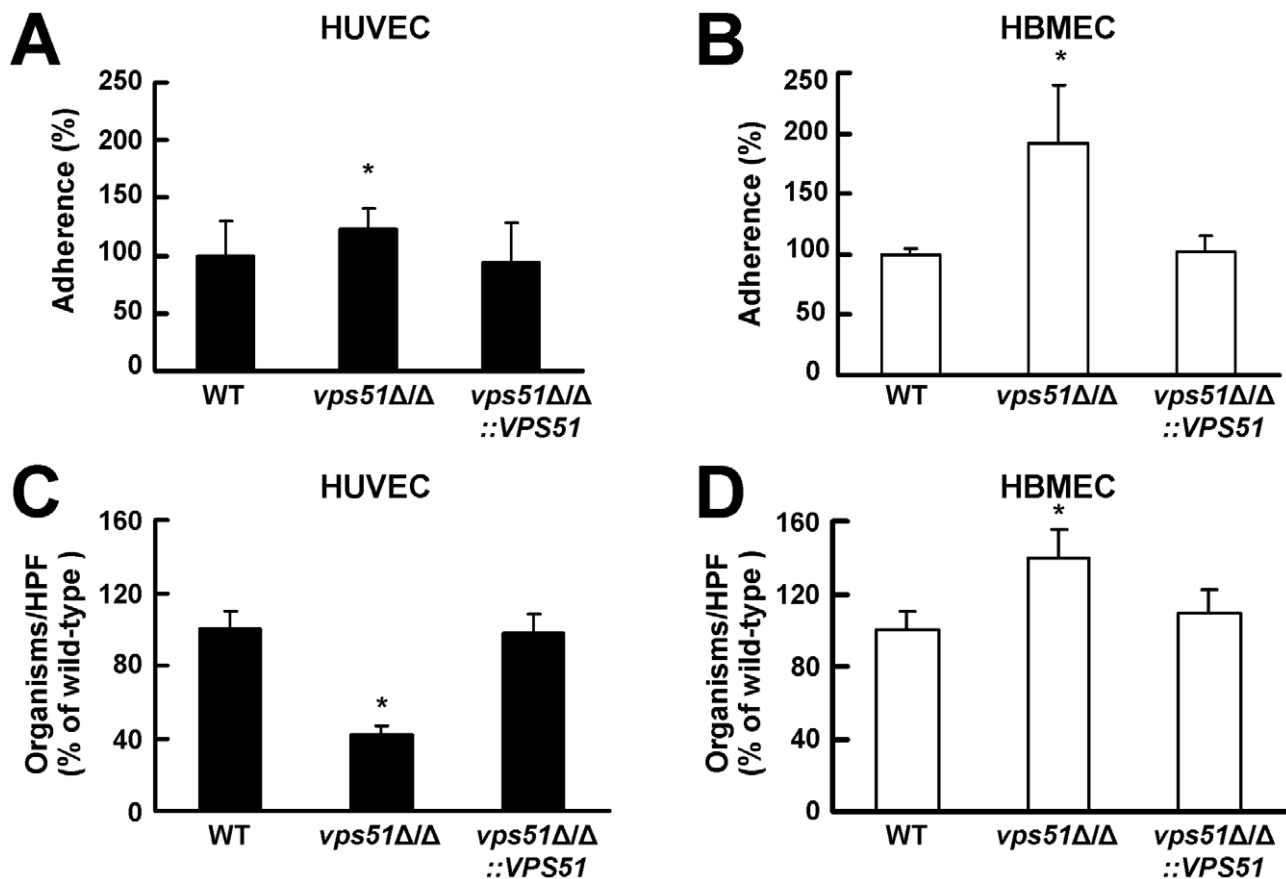 A
HUVEC
Adherence (%)
250
200
150
100
50
0
*
WT
vps51Δ/Δ
vps51Δ/Δ
::VPS51
B
HBMEC
Adherence (%)
250
200
150
100
50
0
*
WT
vps51Δ/Δ
vps51Δ/Δ
::VPS51
C
HUVEC
Organisms/HPF
(% of wild-type )
160
120
80
40
0
*
WT
vps51Δ/Δ
vps51Δ/Δ
::VPS51
D
HBMEC
Organisms/HPF
(% of wild-type )
160
120
80
40
0
*
WT
vps51Δ/Δ
vps51Δ/Δ
::VPS51